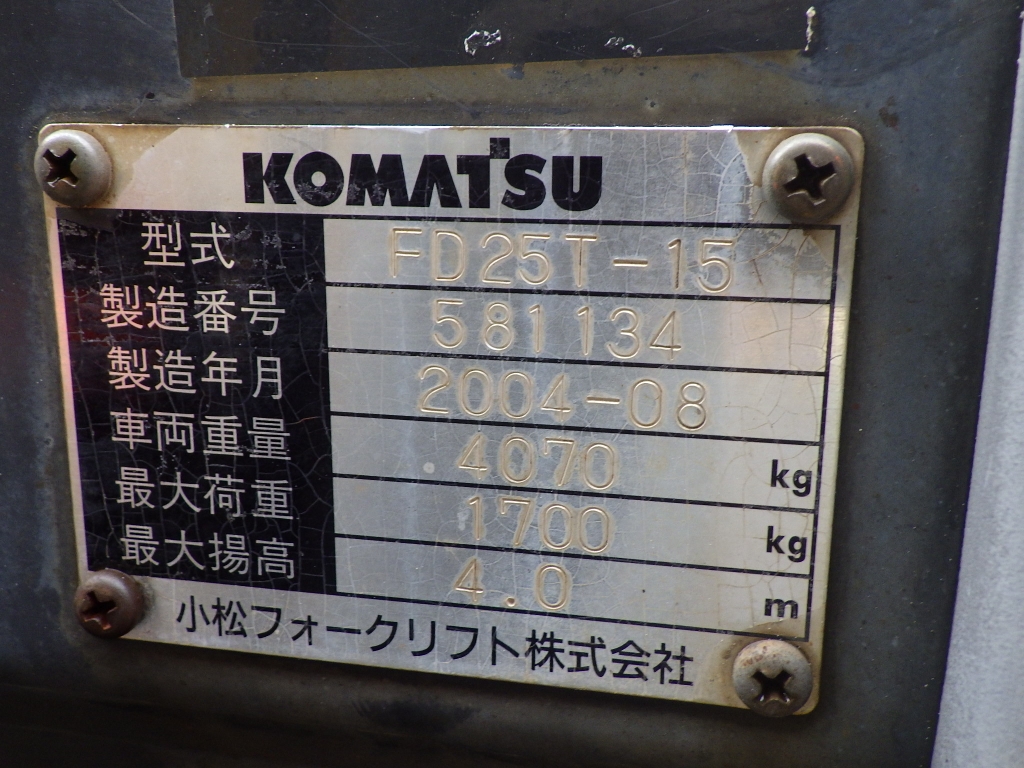 KOMATSU
型式 FD25T-15
製造番号 581134
製造年月 2004-08
車両重量 4070 kg
最大荷重 1700 kg
最大揚高 4.0 m
小松フォークリフト株式会社